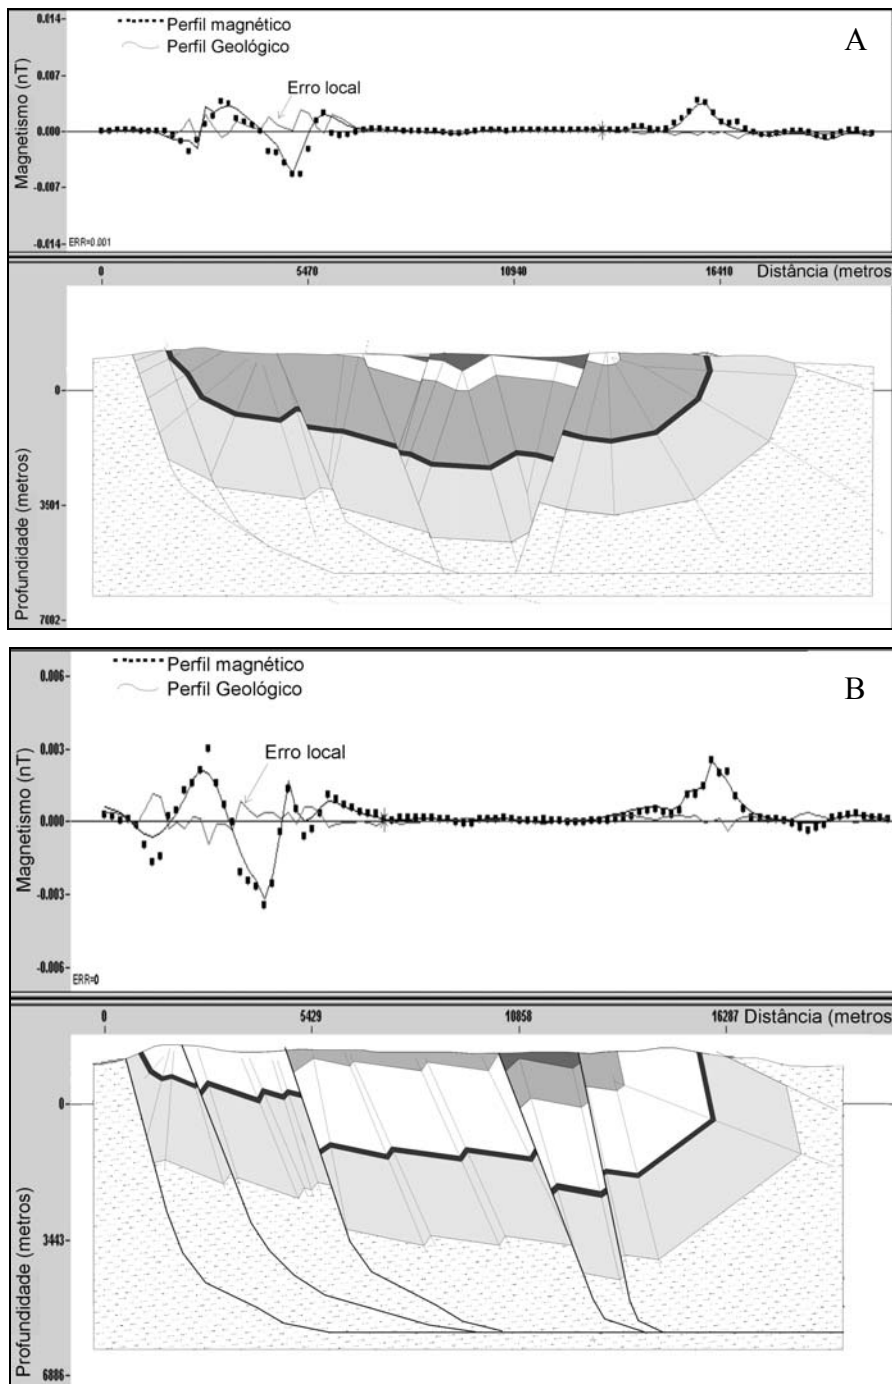 0.014
Perfil magnético
Perfil Geológico
A
0.007
Erro local
0.000
Magnetismo (nT)
-0.007
-0.014
ERR=0.001
0
5470
10940
16410
Distância (metros)
0
3501
Profundidade (metros)
7002
Perfil magnético
0.006
Perfil Geológico
B
0.003
Erro local
0.000
Magnetismo (nT)
-0.003
-0.006
ERR=0
0
5429
10858
16287
Distância (metros)
0
3443
Profundidade (metros)
6886